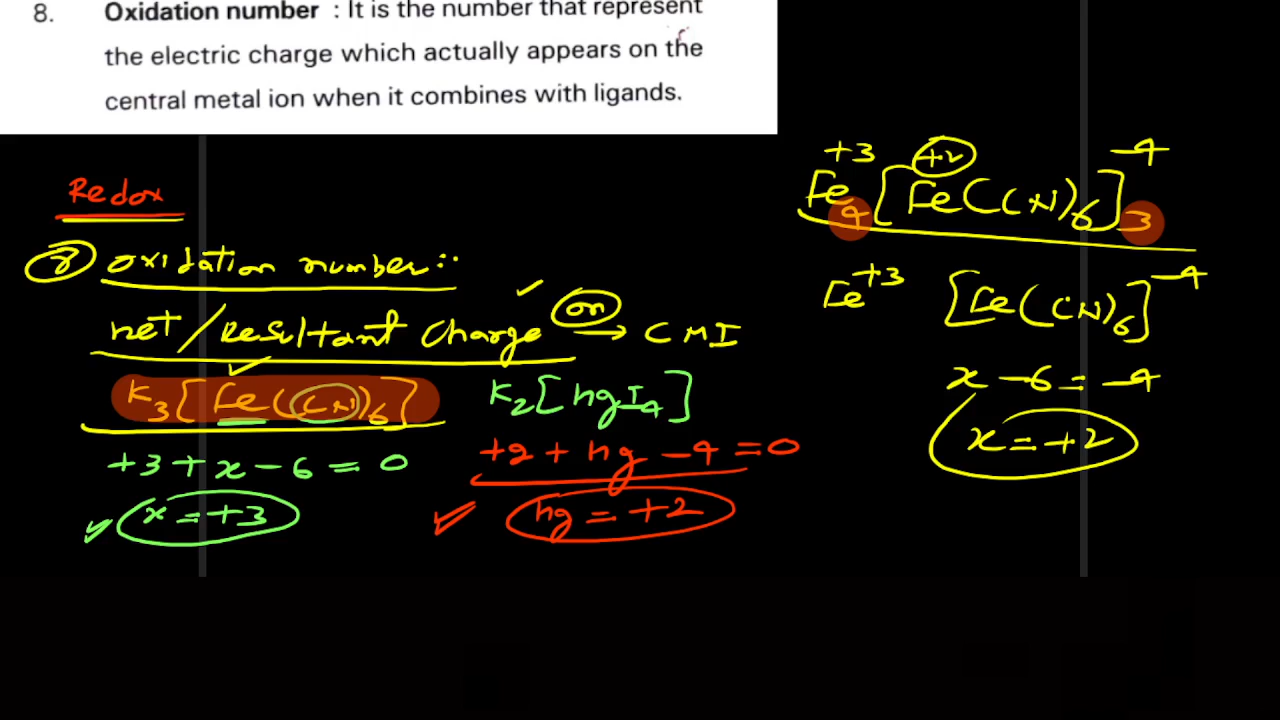 8. Oxidation number : It is the number that represent
the electric charge which actually appears on the
central metal ion when it combines with ligands.
Redox
8 oxidation number:
net/Resultant charge on → CMI
K3[Fe(CN)6]
+3 + x - 6 = 0
x = +3
K2[HgI4]
+2 + Hg - 4 = 0
Hg = +2
+3 +2 -4
Fe4[Fe(CN)6]3
Fe+3 [Fe(CN)6]-4
x - 6 = -4
x = +2